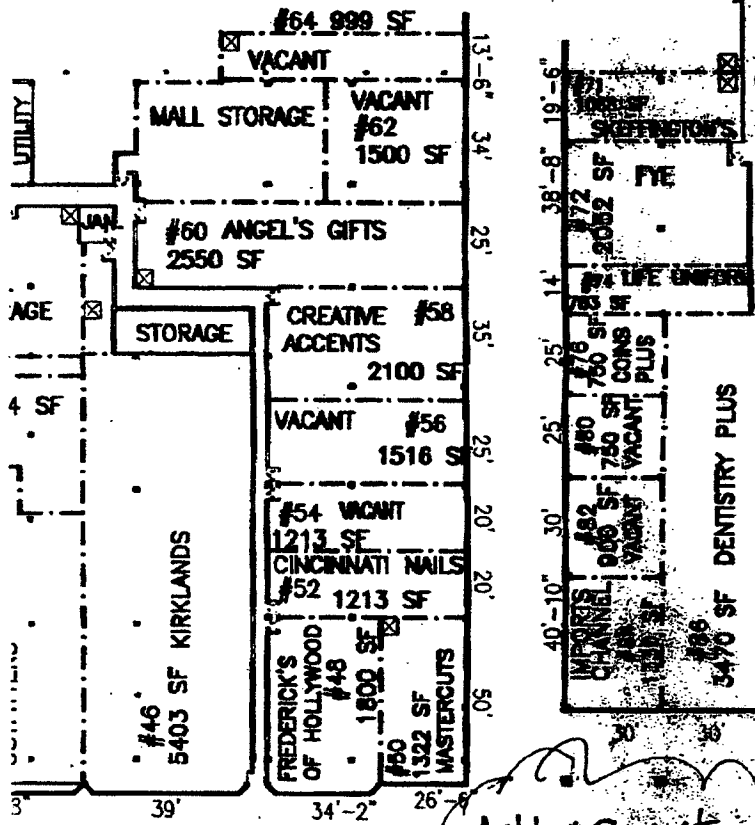 #64 999 SF
VACANT
13'-6"
UTILITY
MALL STORAGE
VACANT
#62
1500 SF
34'
JAN.
#60 ANGEL'S GIFTS
2550 SF
25'
AGE
STORAGE
CREATIVE #58
ACCENTS
2100 SF
35'
4 SF
VACANT #56
1516 S
25'
#54 VACANT
1213 SF
20'
CINCINNATI NAILS
#52
1213 SF
20'
#46
5403 SF KIRKLANDS
FREDERICK'S
OF HOLLYWOOD
#48
1800 SF
#50
1322 SF
MASTERCUTS
50'
3"
39'
34'-2"
26'-6
19'-6"
#71
SKEFFINGTON'S
38'-8"
#72
2052 SF
FYE
14'
#74 LIFE UNIFORM
763 SF
25'
#76
750 SF
COINS
PLUS
25'
#80
750 SF
VACANT
30'
#82
900 SF
VACANT
40'-10"
IMPORTS
CHANNEL
#86
3470 SF DENTISTRY PLUS
30'
30'